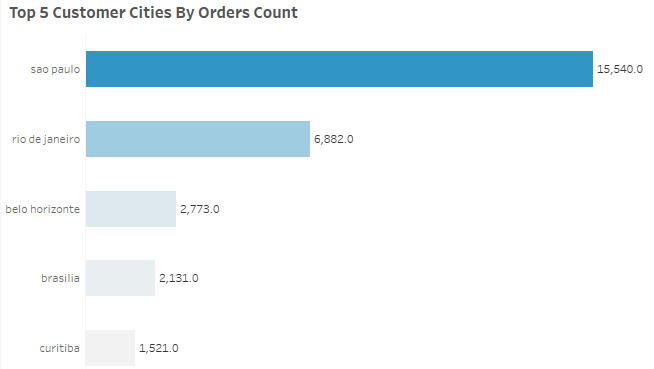 Top 5 Customer Cities By Orders Count
sao paulo 15,540.0
rio de janeiro 6,882.0
belo horizonte 2,773.0
brasilia 2,131.0
curitiba 1,521.0